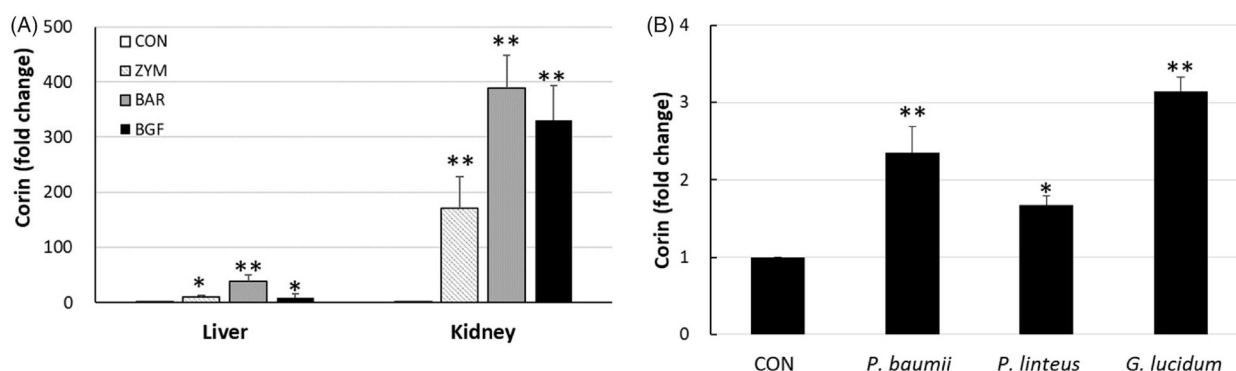 (A)
Corin (fold change)
500
400
300
200
100
0
CON
ZYM
BAR
BGF
* ** *
** ** **
Liver Kidney
(B)
Corin (fold change)
4
3
2
1
0
** * **
CON P. baumii P. linteus G. lucidum